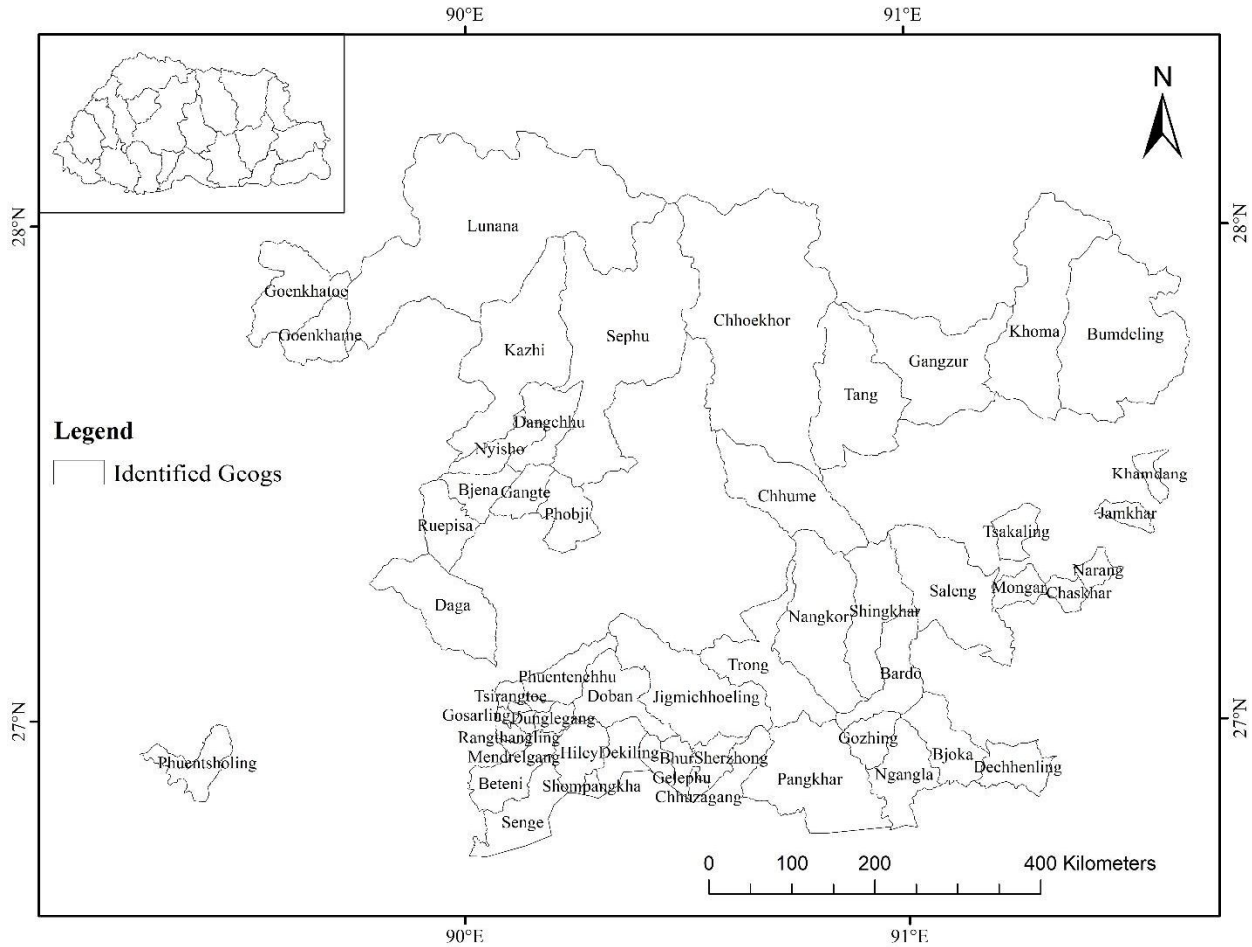 90°E
91°E
N
28°N
28°N
Lunana
Goenkhatoe
Goenkhame
Chhoekhor
Khoma
Bumdeling
Sephu
Kazhi
Gangzur
Tang
Legend
Identified Geogs
Dangchhu
Nyisho
Khamdang
Bjena
Gangte
Chhume
Phobji
Jamkhar
Ruepisa
Tsakaling
Narang
Mongar
Chaskhar
Saleng
Daga
Nangkor
Shingkhar
Trong
Bardo
Phuentenchhu
Tsirangtoe
Doban
Jigmichhoeling
Gosarling
Dunglegang
27°N
27°N
Rangthangling
Gozhing
Mendrelgang
Hiley
Dekiling
Bhur
Sherzhong
Bjoka
Phuentsholing
Dechhenling
Gelephu
Pangkhar
Ngangla
Beteni
Shompangkha
Chhuzagang
Senge
0
100
200
400 Kilometers
90°E
91°E